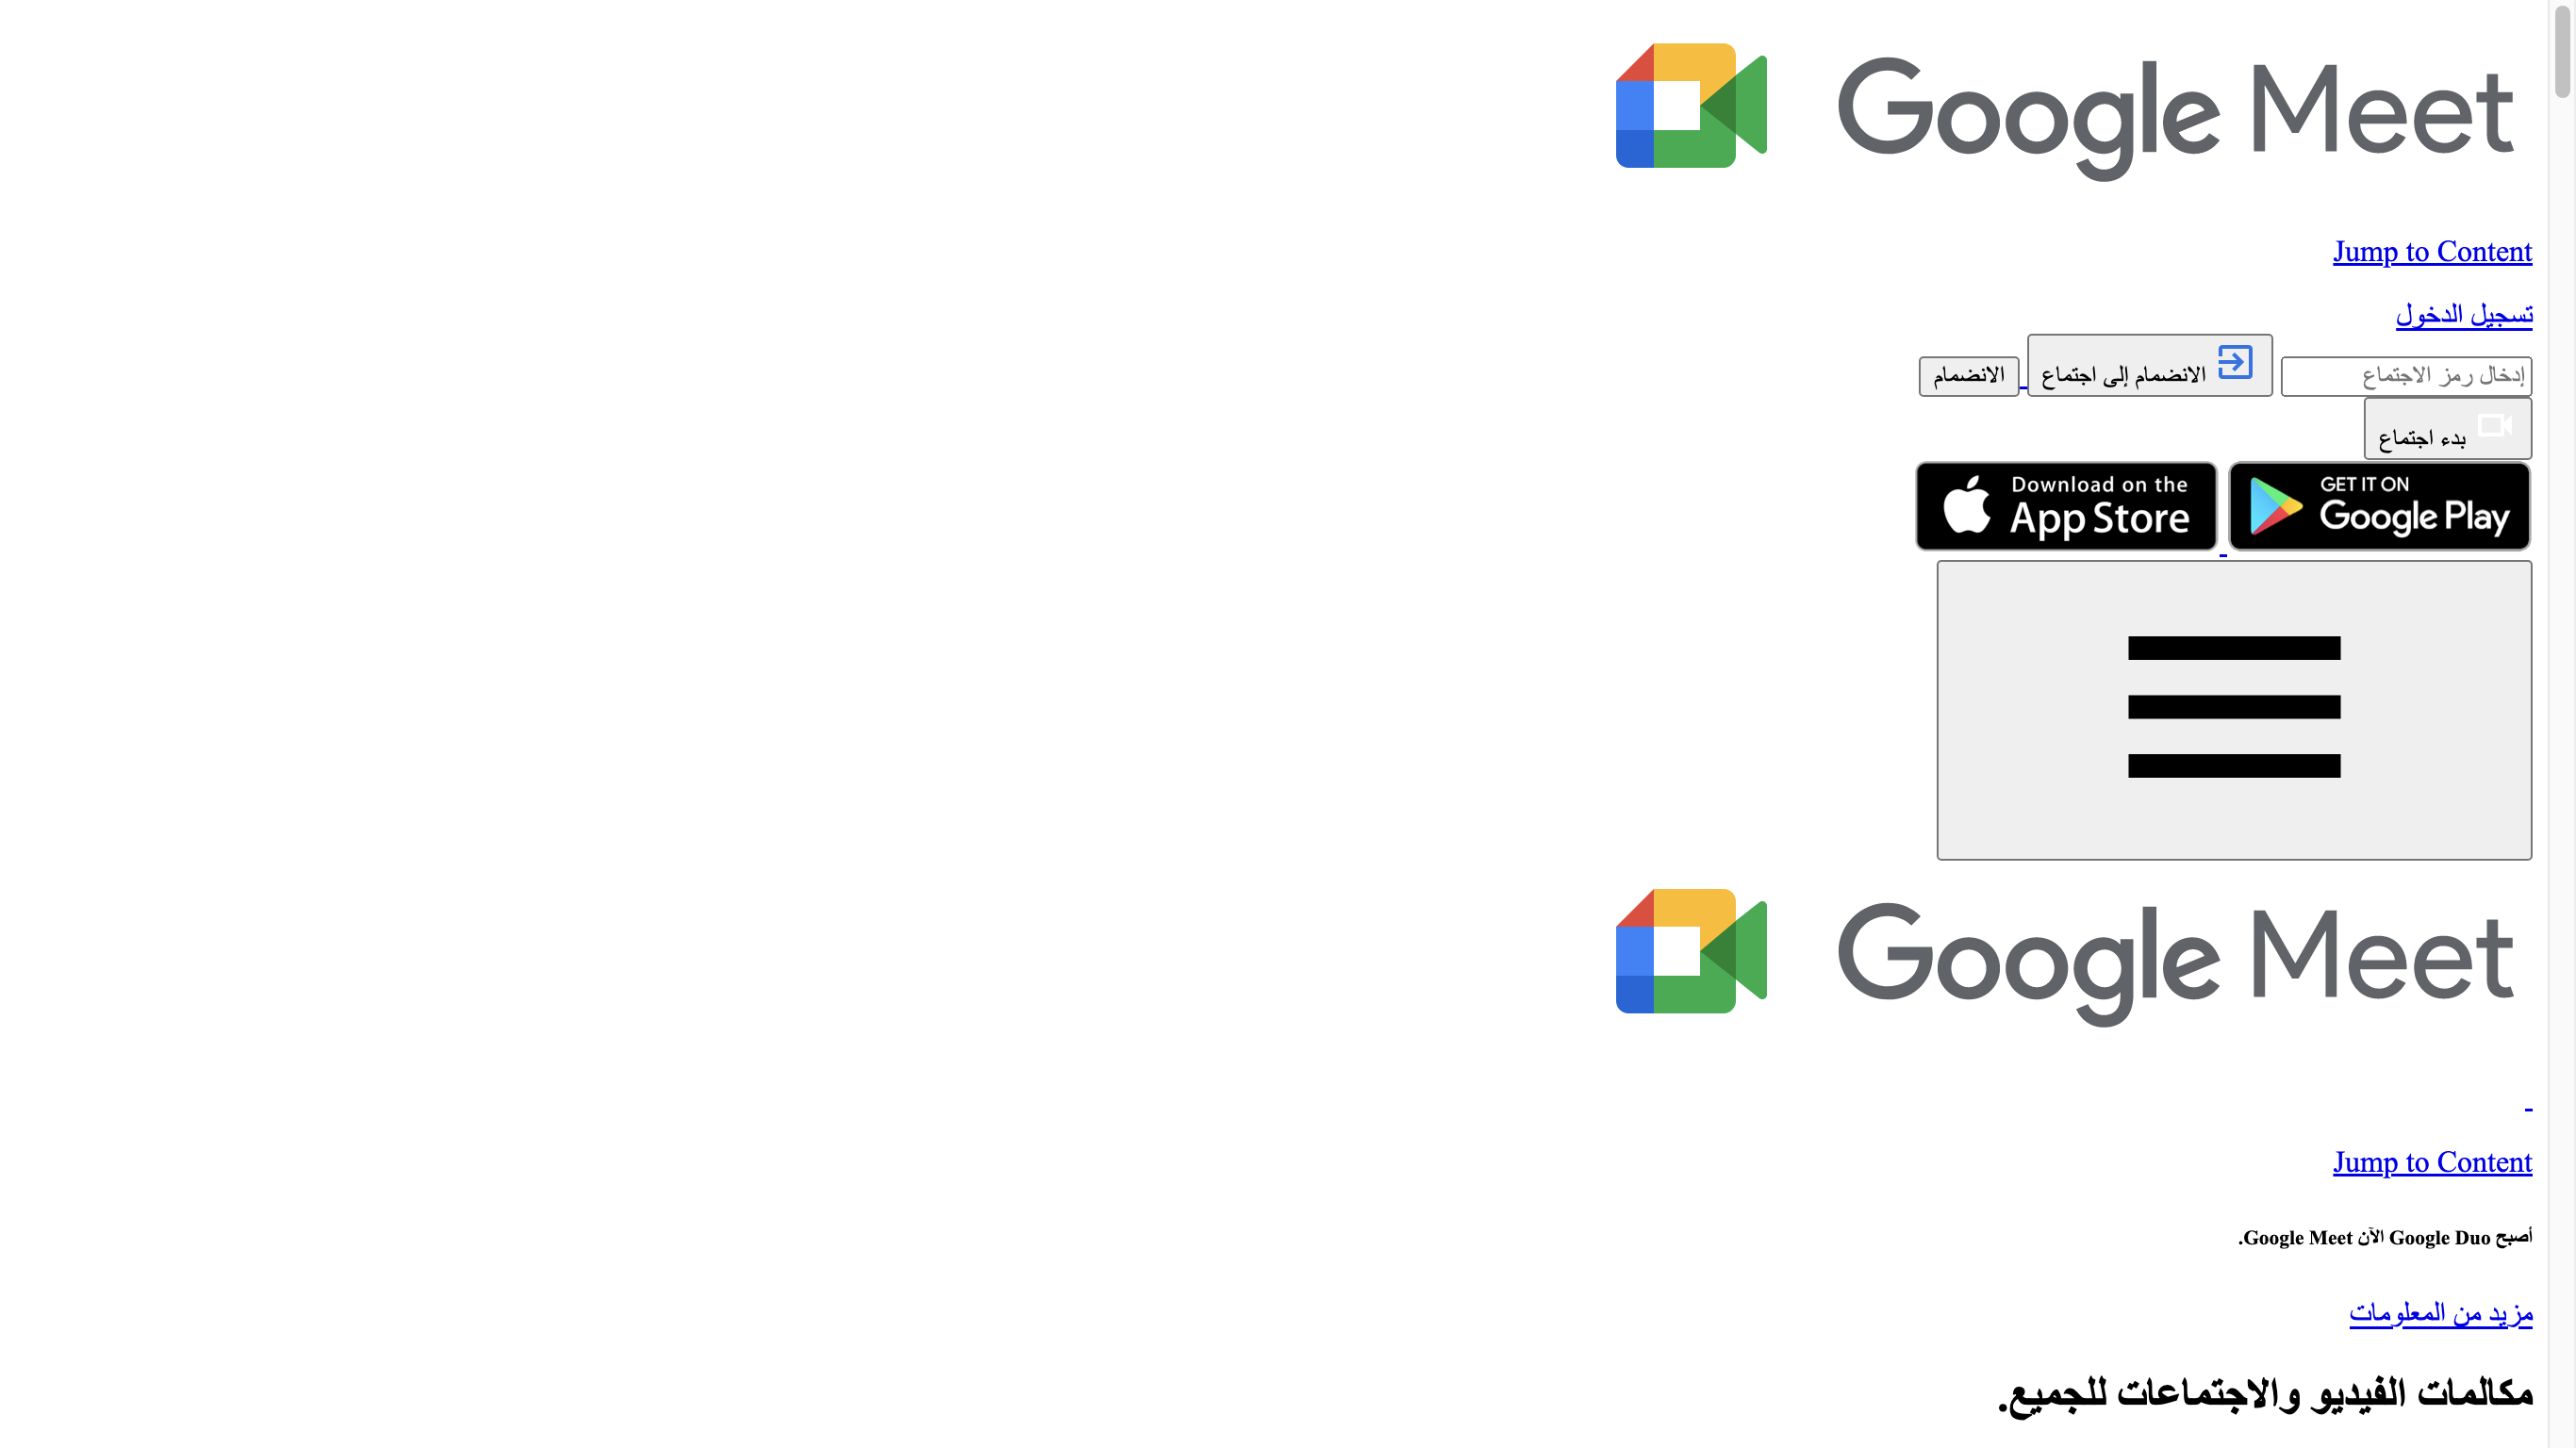 Google Meet
Jump to Content
تسجيل الدخول
إدخال رمز الاجتماع الانضمام إلى اجتماع الانضمام
بدء اجتماع
GET IT ON Google Play Download on the App Store
Google Meet
Jump to Content
أصبح Google Duo الآن Google Meet.
مزيد من المعلومات
مكالمات الفيديو والاجتماعات للجميع.